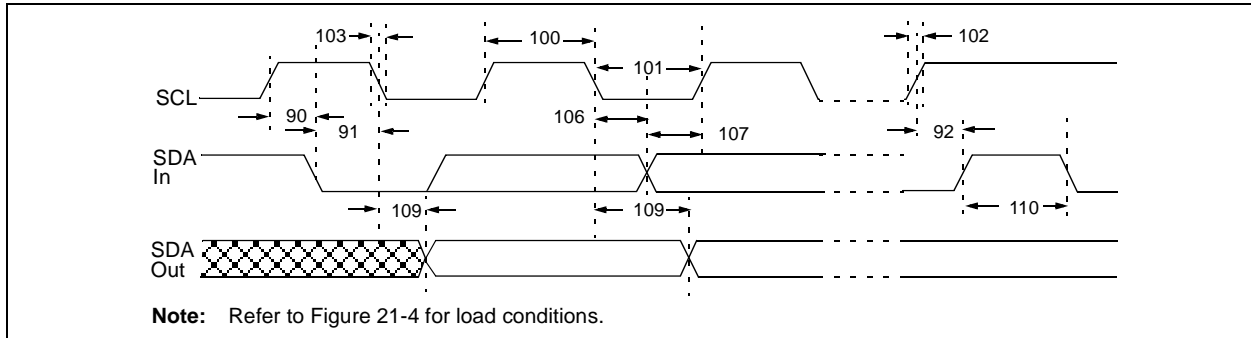 103
100
102
101
SCL
90
106
91
107
92
SDA
In
109
109
110
SDA
Out
Note: Refer to Figure 21-4 for load conditions.